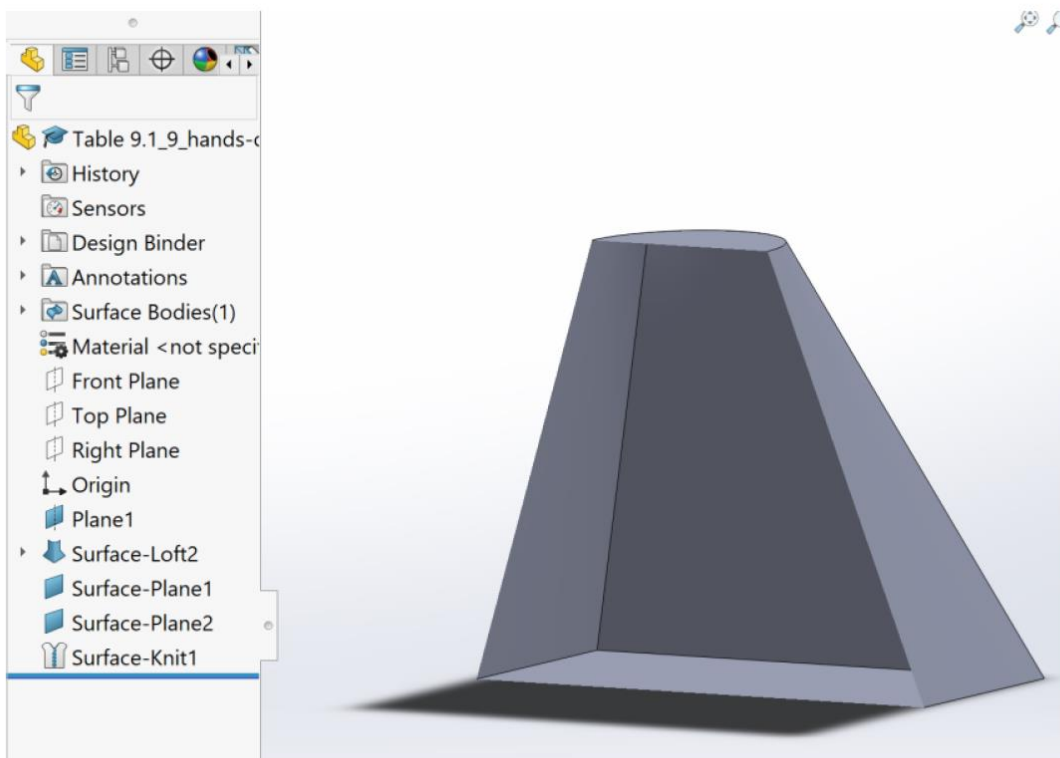 Table 9.1_9_hands-
History
Sensors
Design Binder
Annotations
Surface Bodies(1)
Material <not speci
Front Plane
Top Plane
Right Plane
Origin
Plane1
Surface-Loft2
Surface-Plane1
Surface-Plane2
Surface-Knit1